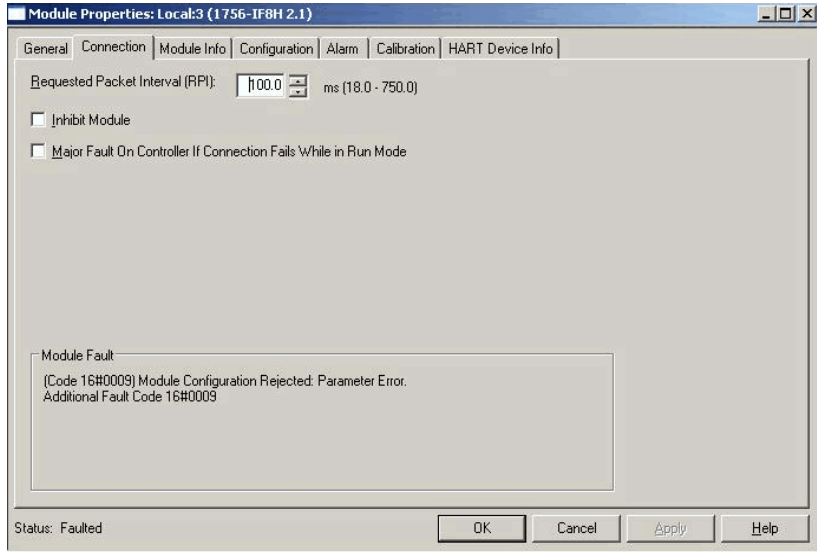 Module Properties: Local:3 (1756-IF8H 2.1)
General Connection Module Info Configuration Alarm Calibration HART Device Info
Requested Packet Interval (RPI): 100.0 ms (18.0 - 750.0)
Inhibit Module
Major Fault On Controller If Connection Fails While in Run Mode
Module Fault
(Code 16#0009) Module Configuration Rejected: Parameter Error.
Additional Fault Code 16#0009
Status: Faulted OK Cancel Apply Help